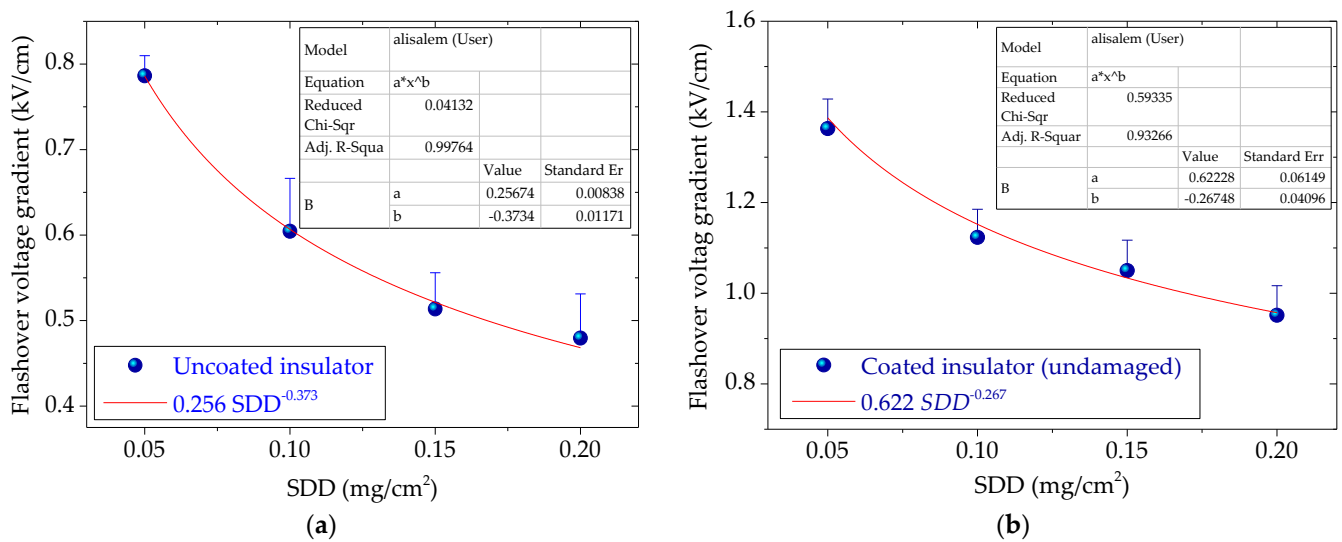 Flashover voltage gradient (kV/cm)
0.8
0.7
0.6
0.5
0.4
Model alisalem (User)
Equation a*x^b
Reduced Chi-Sqr 0.04132
Adj. R-Squa 0.99764
Value Standard Er
B a 0.25674 0.00838
b -0.3734 0.01171
Uncoated insulator
0.256 SDD^-0.373
0.05 0.10 0.15 0.20
SDD (mg/cm²)
(a)
Flashover voltag gradient (kV/cm)
1.6
1.4
1.2
1.0
0.8
Model alisalem (User)
Equation a*x^b
Reduced Chi-Sqr 0.59335
Adj. R-Squar 0.93266
Value Standard Err
B a 0.62228 0.06149
b -0.26748 0.04096
Coated insulator (undamaged)
0.622 SDD^-0.267
0.05 0.10 0.15 0.20
SDD (mg/cm²)
(b)